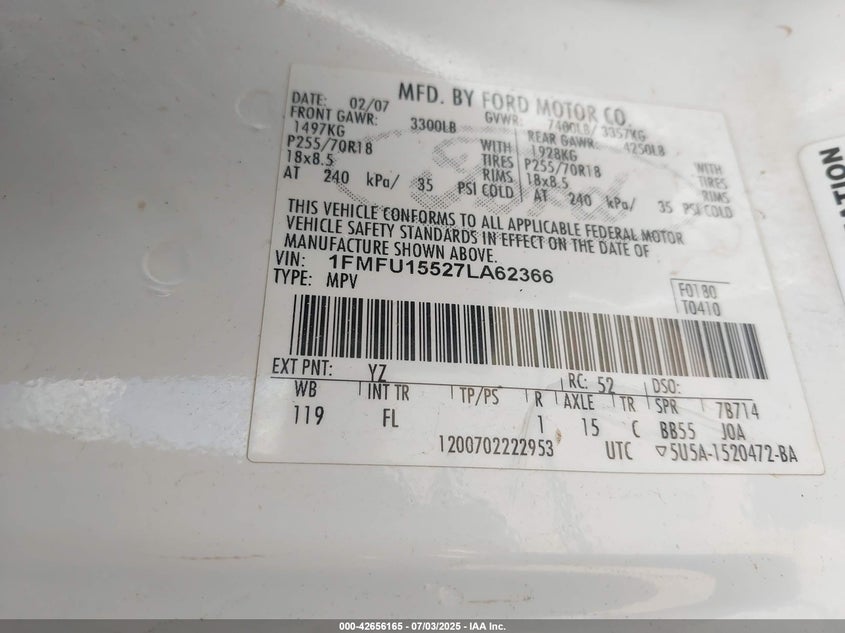 MFD. BY FORD MOTOR CO.
DATE: 02/07 GVWR: 7400LB/ 3357KG
FRONT GAWR: 3300LB REAR GAWR: 4250LB
1497KG WITH 1928KG WITH
P255/70R18 TIRES P255/70R18 TIRES
18x8.5 RIMS 18x8.5 RIMS
AT 240 kPa/ 35 PSI COLD AT 240 kPa/ 35 PSI COLD
THIS VEHICLE CONFORMS TO ALL APPLICABLE FEDERAL MOTOR
VEHICLE SAFETY STANDARDS IN EFFECT ON THE DATE OF
MANUFACTURE SHOWN ABOVE.
VIN: 1FMFU15527LA62366
TYPE: MPV
F0180
T0410
EXT PNT: YZ RC: 52 DSO:
WB INT TR TP/PS R AXLE TR SPR 7B714
119 FL 1 15 C BB55 JOA
1200702222953 UTC ▽5U5A-1520472-BA
000-42656165 - 07/03/2025 - IAA Inc.